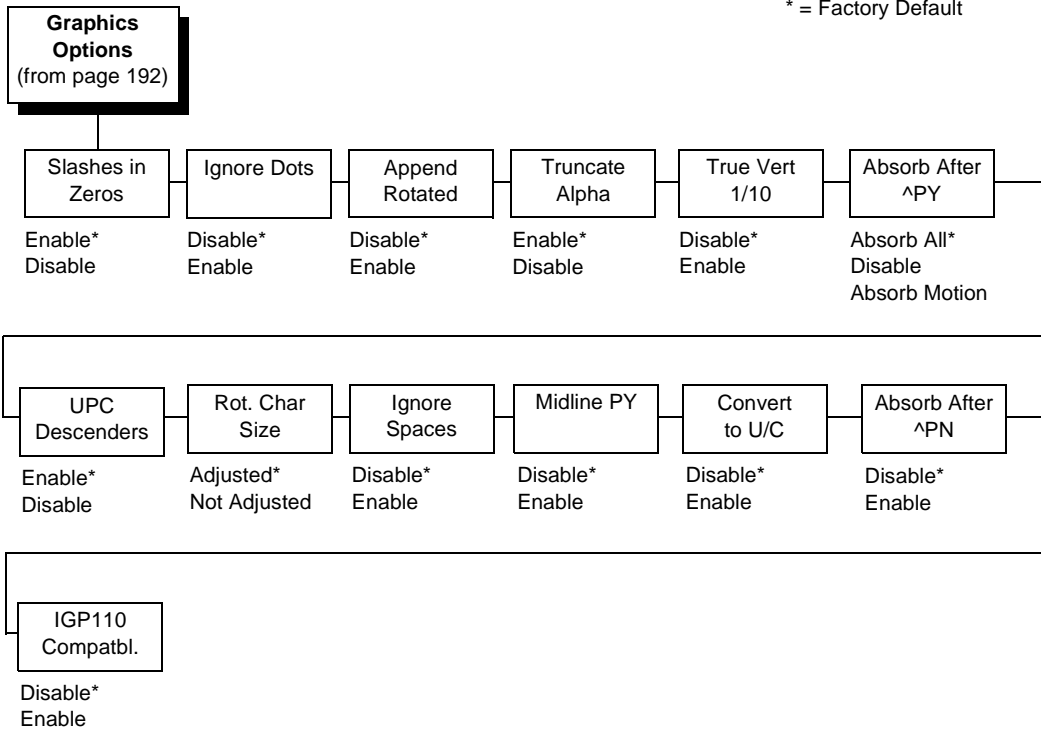 * = Factory Default
Graphics
Options
(from page 192)
Slashes in
Zeros
Enable*
Disable
Ignore Dots
Disable*
Enable
Append
Rotated
Disable*
Enable
Truncate
Alpha
Enable*
Disable
True Vert
1/10
Disable*
Enable
Absorb After
^PY
Absorb All*
Disable
Absorb Motion
UPC
Descenders
Enable*
Disable
Rot. Char
Size
Adjusted*
Not Adjusted
Ignore
Spaces
Disable*
Enable
Midline PY
Disable*
Enable
Convert
to U/C
Disable*
Enable
Absorb After
^PN
Disable*
Enable
IGP110
Compatbl.
Disable*
Enable